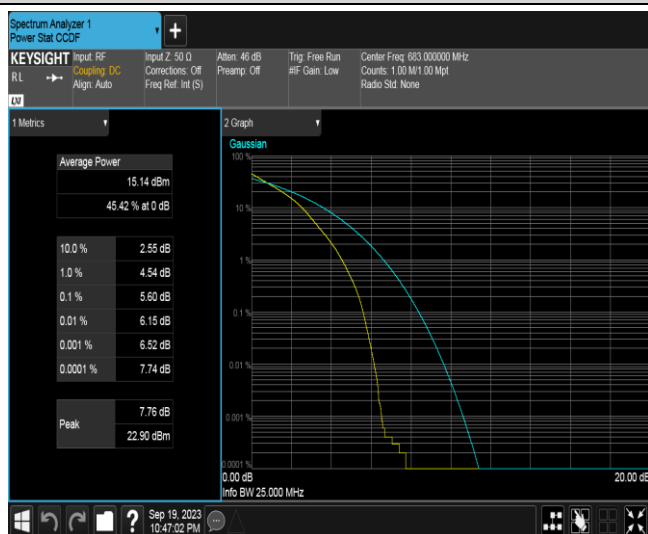 Spectrum Analyzer 1
Power Stat CCDF
KEYSIGHT
RL
LXI
Input: RF
Coupling: DC
Align: Auto
Input Z: 50 Ω
Corrections: Off
Freq Ref: Int (S)
Atten: 46 dB
Preamp: Off
Trig: Free Run
#IF Gain: Low
Center Freq: 683.000000 MHz
Counts: 1.00 M/1.00 Mpt
Radio Std: None
1 Metrics
Average Power
15.14 dBm
45.42 % at 0 dB
10.0 % 2.55 dB
1.0 % 4.54 dB
0.1 % 5.60 dB
0.01 % 6.15 dB
0.001 % 6.52 dB
0.0001 % 7.74 dB
Peak 7.76 dB
22.90 dBm
2 Graph
Gaussian
100 %
10 %
1 %
0.1 %
0.01 %
0.001 %
0.0001 %
0.00 dB 20.00 dB
Info BW 25.000 MHz
Sep 19, 2023
10:47:02 PM